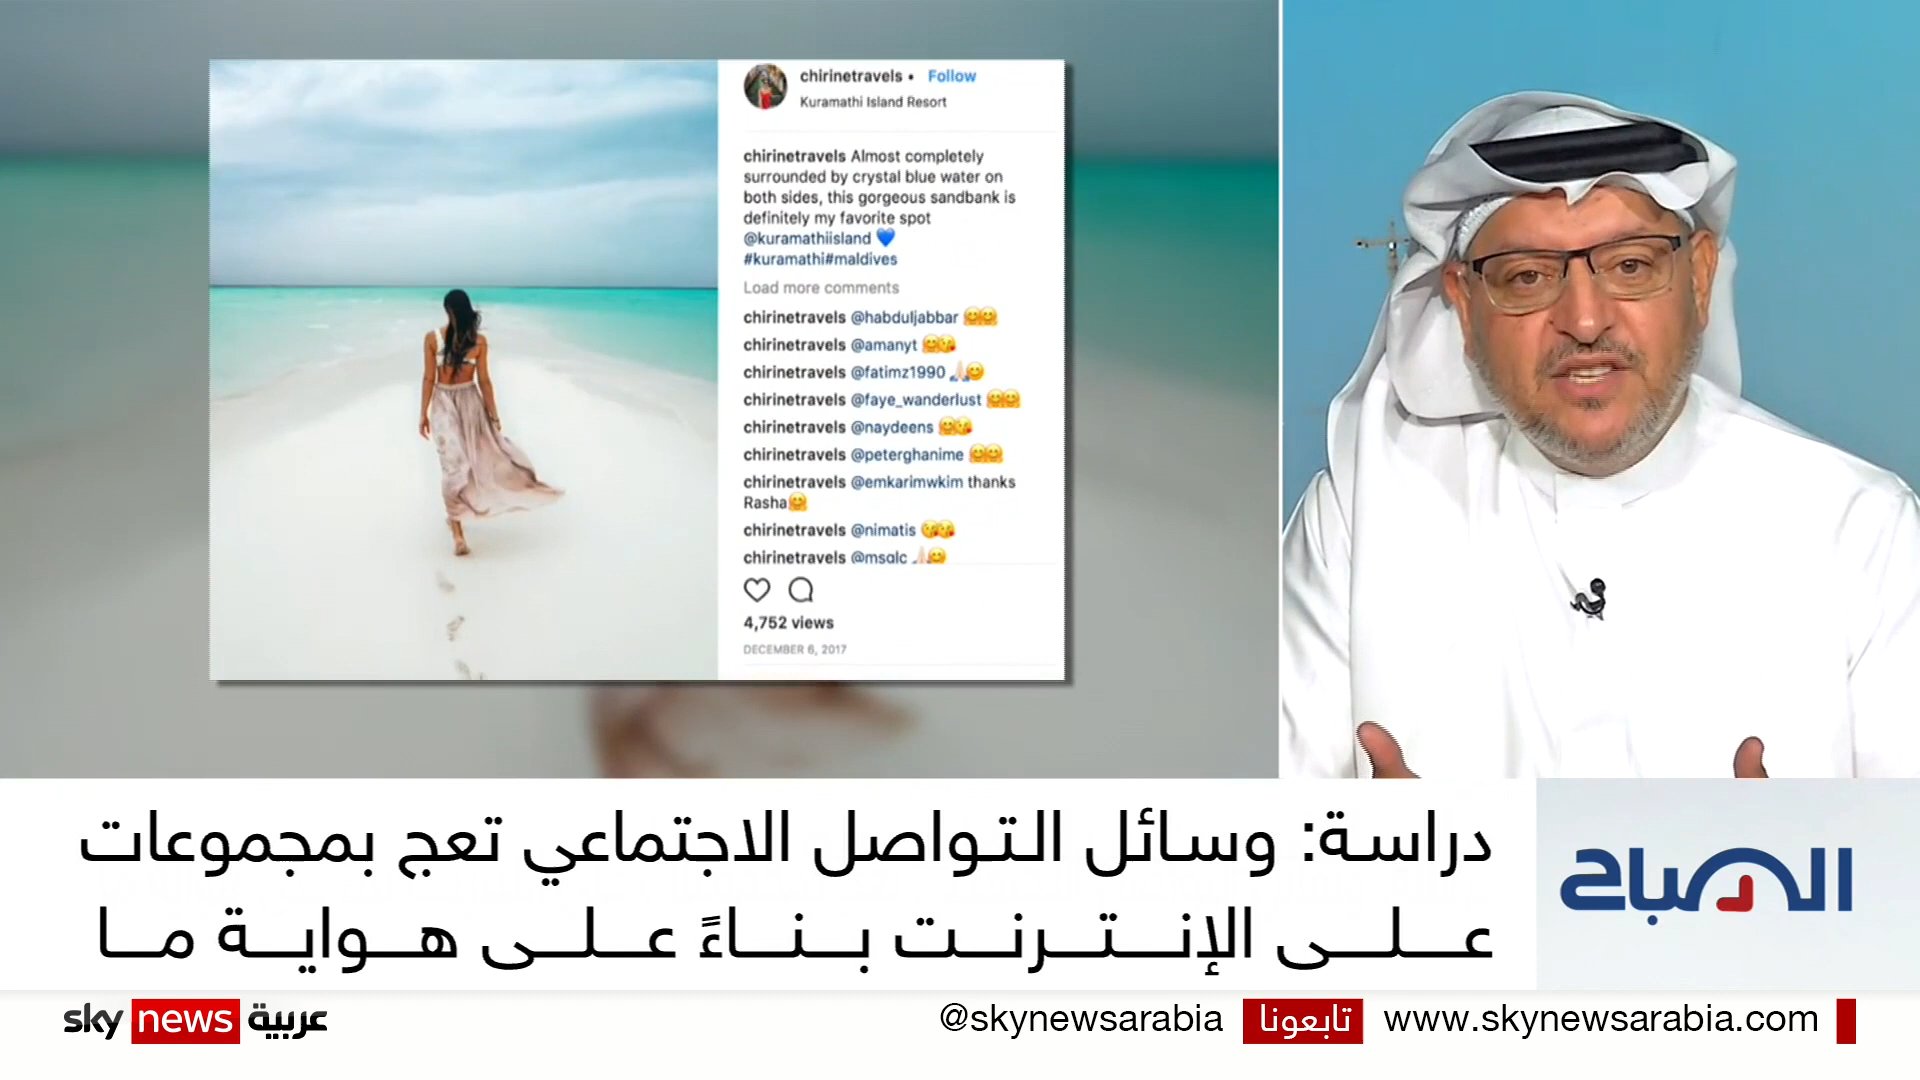 chirinetravels • Follow
Kuramathi Island Resort
chirinetravels Almost completely
surrounded by crystal blue water on
both sides, this gorgeous sandbank is
definitely my favorite spot
@kuramathiisland 💙
#kuramathi#maldives
Load more comments
chirinetravels @habduljabbar 🤗🤗
chirinetravels @amanyt 🤗😘
chirinetravels @fatimz1990 🙏🏻😊
chirinetravels @faye_wanderlust 🤗🤗
chirinetravels @naydeens 🤗😘
chirinetravels @peterghanime 🤗🤗
chirinetravels @emkarimwkim thanks
Rasha🤗
chirinetravels @nimatis 😘😘
chirinetravels @msglc 🙏🏻😊
4,752 views
DECEMBER 6, 2017
دراسة: وسائل التواصل الاجتماعي تعج بمجموعات
على الإنترنت بناءً على هواية ما
الصباح
sky news عربية
@skynewsarabia تابعونا www.skynewsarabia.com